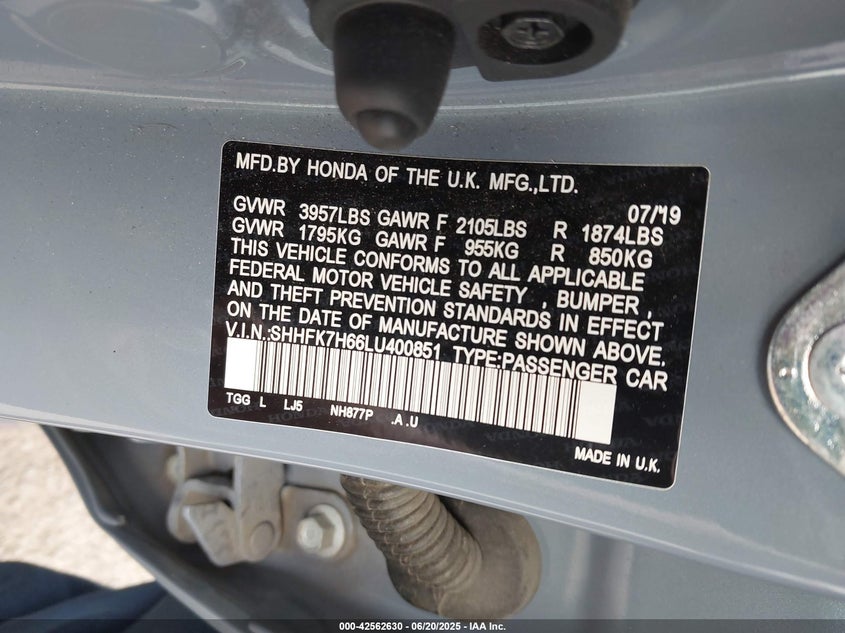 MFD.BY HONDA OF THE U.K. MFG.,LTD.
07/'19
GVWR 3957LBS GAWR F 2105LBS R 1874LBS
GVWR 1795KG GAWR F 955KG R 850KG
THIS VEHICLE CONFORMS TO ALL APPLICABLE
FEDERAL MOTOR VEHICLE SAFETY , BUMPER ,
AND THEFT PREVENTION STANDARDS IN EFFECT
ON THE DATE OF MANUFACTURE SHOWN ABOVE.
V.I.N.:SHHFK7H66LU400851 TYPE:PASSENGER CAR
TGG L LJ5 NH877P .A.U
MADE IN U.K.
000-42562630 - 06/20/2025 - IAA Inc.